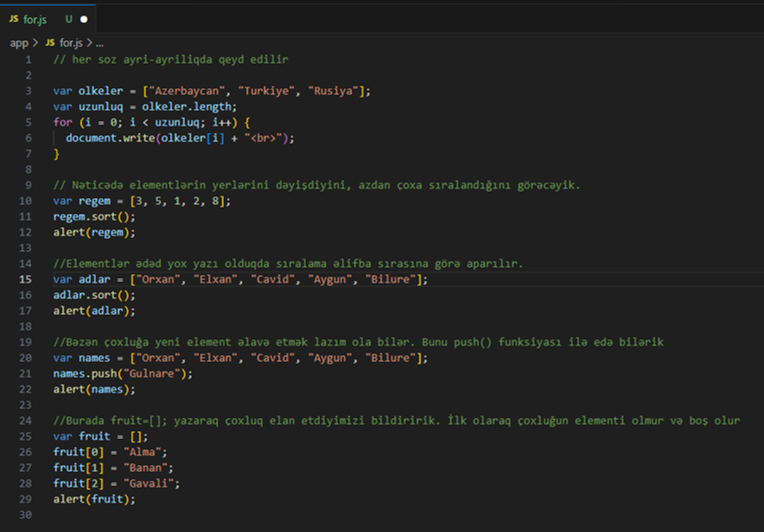 JS for.js U ●
app > JS for.js > ...
1 // her soz ayri-ayriliqda qeyd edilir
2
3 var olkeler = ["Azerbaycan", "Turkiye", "Rusiya"];
4 var uzunluq = olkeler.length;
5 for (i = 0; i < uzunluq; i++) {
6   document.write(olkeler[i] + "<br>");
7 }
8
9 // Nəticədə elementlərin yerlərini dəyişdiyini, azdan çoxa sıralandığını görəcəyik.
10 var regem = [3, 5, 1, 2, 8];
11 regem.sort();
12 alert(regem);
13
14 //Elementlər ədəd yox yazı olduqda sıralama əlifba sırasına görə aparılır.
15 var adlar = ["Orxan", "Elxan", "Cavid", "Aygun", "Bilure"];
16 adlar.sort();
17 alert(adlar);
18
19 //Bəzən çoxluğa yeni element əlavə etmək lazım ola bilər. Bunu push() funksiyası ilə edə bilərik
20 var names = ["Orxan", "Elxan", "Cavid", "Aygun", "Bilure"];
21 names.push("Gulnare");
22 alert(names);
23
24 //Burada fruit=[]; yazaraq çoxluq elan etdiyimizi bildiririk. İlk olaraq çoxluğun elementi olmur və boş olur
25 var fruit = [];
26 fruit[0] = "Alma";
27 fruit[1] = "Banan";
28 fruit[2] = "Gavali";
29 alert(fruit);
30